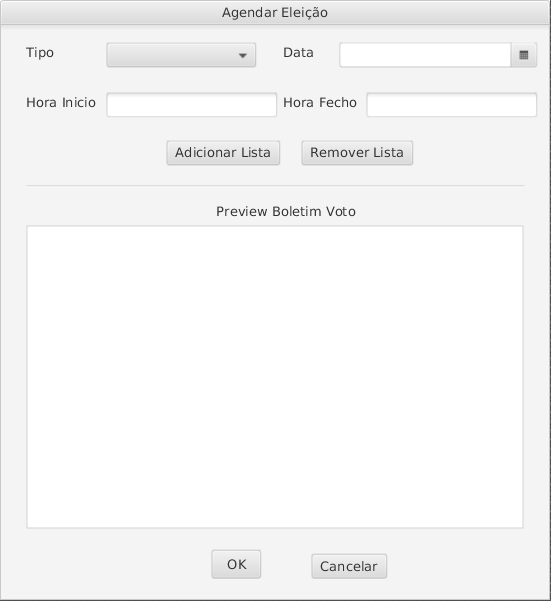 Agendar Eleição
Tipo Data
Hora Inicio Hora Fecho
Adicionar Lista Remover Lista
Preview Boletim Voto
OK Cancelar